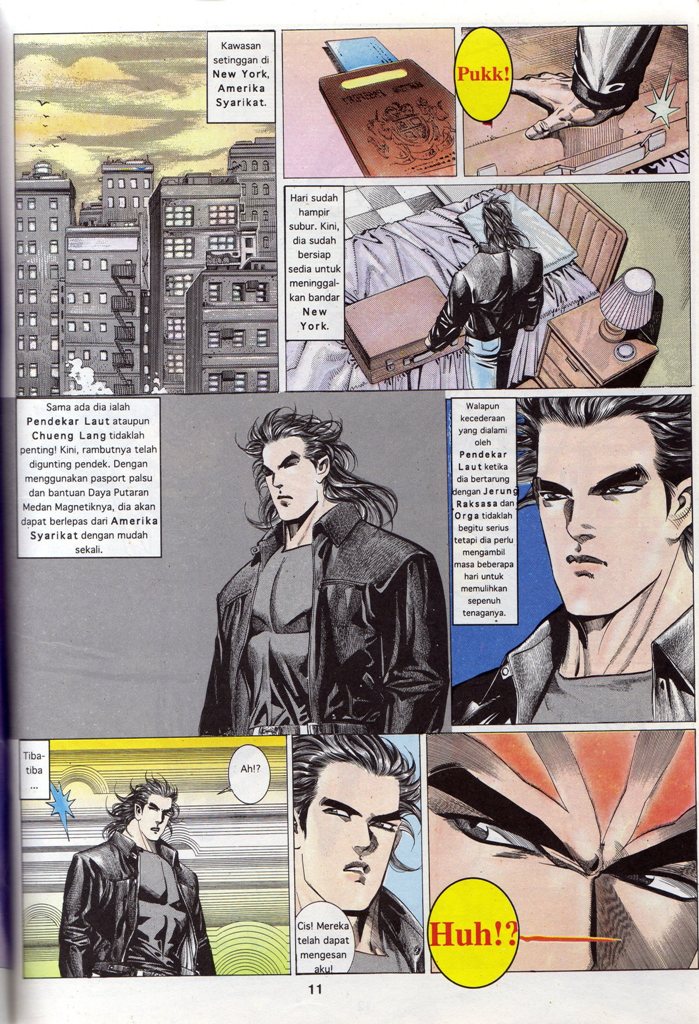 Kawasan
setinggan di
New York,
Amerika
Syarikat.
Pukk!
Hari sudah
hampir
subur. Kini,
dia sudah
bersiap
sedia untuk
meninggal-
kan bandar
New
York.
Sama ada dia ialah
Pendekar Laut ataupun
Chueng Lang tidaklah
penting! Kini, rambutnya telah
digunting pendek. Dengan
menggunakan pasport palsu
dan bantuan Daya Putaran
Medan Magnetiknya, dia akan
dapat berlepas dari Amerika
Syarikat dengan mudah
sekali.
Walapun
kecederaan
yang dialami
oleh
Pendekar
Laut ketika
dia bertarung
dengan Jerung
Raksasa dan
Orga tidaklah
begitu serius
tetapi dia perlu
mengambil
masa beberapa
hari untuk
memulihkan
sepenuh
tenaganya.
Tiba-
tiba
...
Ah!?
Cis! Mereka
telah dapat
mengesan
aku!
Huh!?
11